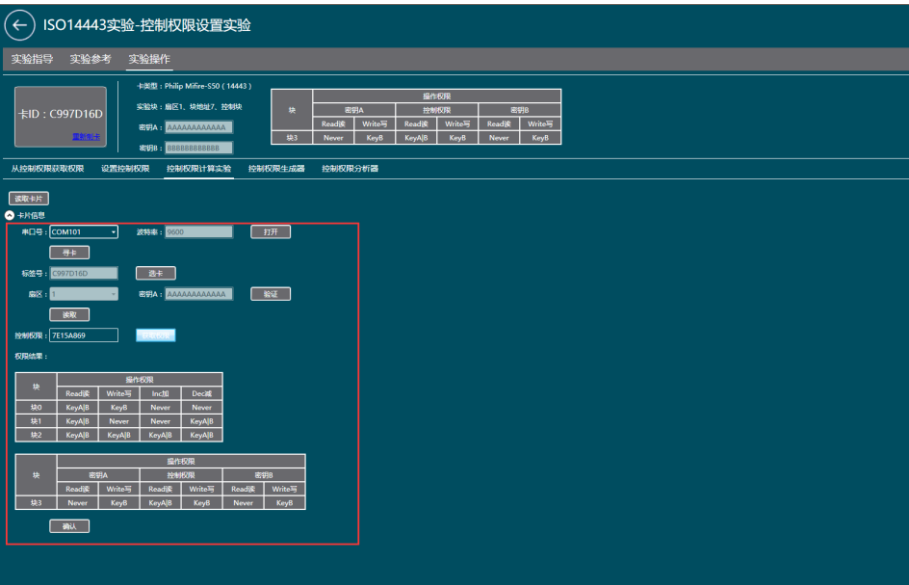 ISO14443实验-控制权限设置实验
实验指导 实验参考 实验操作
卡ID：C997D16D
重新制卡
卡类型：Philip Mifire-S50 ( 14443 )
实验块：扇区1、块地址7、控制块
密钥A： AAAAAAAAAAAA
密钥B： BBBBBBBBBBBB
块 操作权限
密钥A 控制权限 密钥B
Read读 Write写 Read读 Write写 Read读 Write写
块3 Never KeyB KeyA|B KeyB Never KeyB
从控制权限获取权限 设置控制权限 控制权限计算实验 控制权限生成器 控制权限分析器
读取卡片
卡片信息
串口号： COM101 波特率： 9600 打开
寻卡
标签号： C997D16D 选卡
扇区： 1 密钥A： AAAAAAAAAAAA 验证
读取
控制权限： 7E15A869
权限结果：
块 操作权限
Read读 Write写 Inc加 Dec减
块0 KeyA|B KeyB Never Never
块1 KeyA|B Never Never KeyA|B
块2 KeyA|B KeyA|B KeyA|B KeyA|B
块 操作权限
密钥A 控制权限 密钥B
Read读 Write写 Read读 Write写 Read读 Write写
块3 Never KeyB KeyA|B KeyB Never KeyB
确认